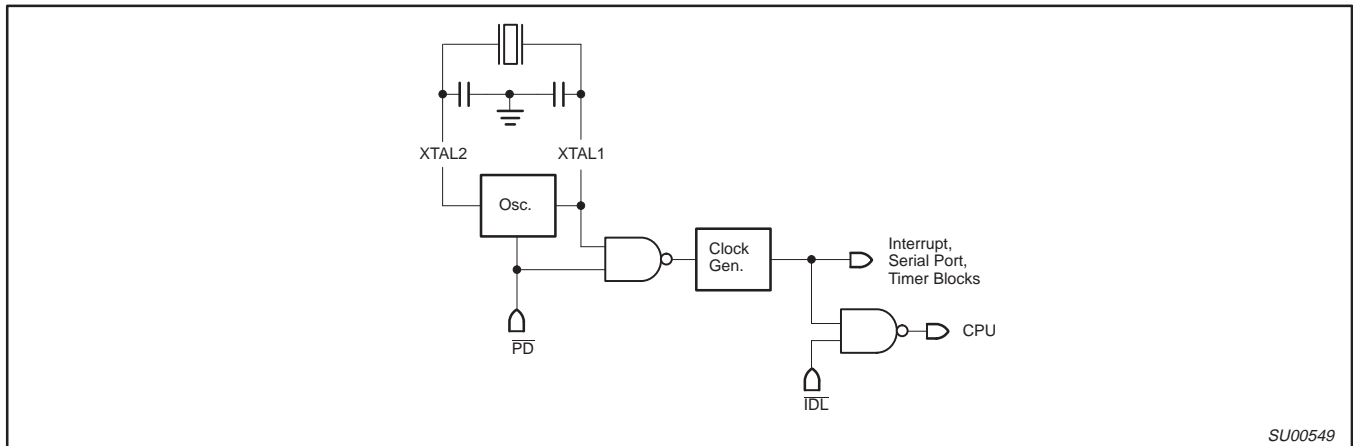 XTAL2
XTAL1
Osc.
Clock
Gen.
Interrupt,
Serial Port,
Timer Blocks
CPU
PD
IDL
SU00549